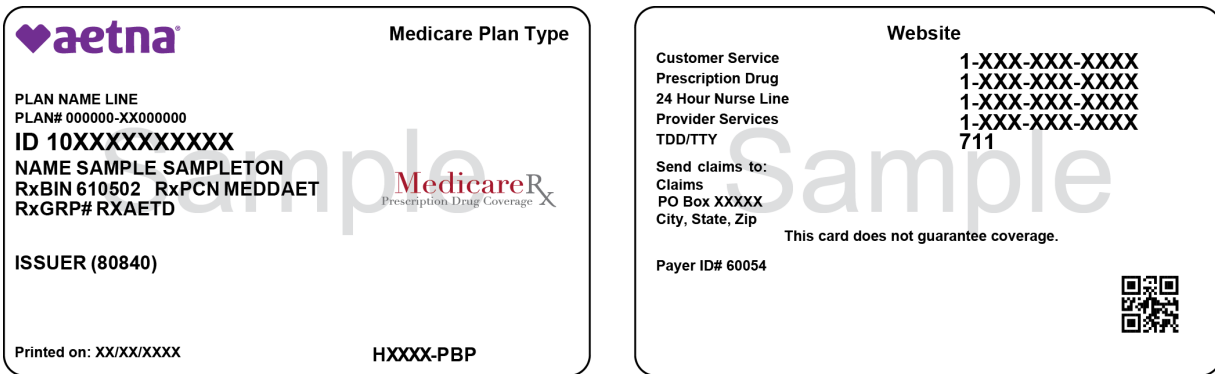 aetna®
Medicare Plan Type
PLAN NAME LINE
PLAN# 000000-XX000000
ID 10XXXXXXXXXX
NAME SAMPLE SAMPLETON
RxBIN 610502 RxPCN MEDDAET
RxGRP# RXAETD
MedicareRx
Prescription Drug Coverage
ISSUER (80840)
Printed on: XX/XX/XXXX
HXXXX-PBP
Sample
Website
Customer Service 1-XXX-XXX-XXXX
Prescription Drug 1-XXX-XXX-XXXX
24 Hour Nurse Line 1-XXX-XXX-XXXX
Provider Services 1-XXX-XXX-XXXX
TDD/TTY 711
Send claims to:
Claims
PO Box XXXXX
City, State, Zip
This card does not guarantee coverage.
Payer ID# 60054
Sample